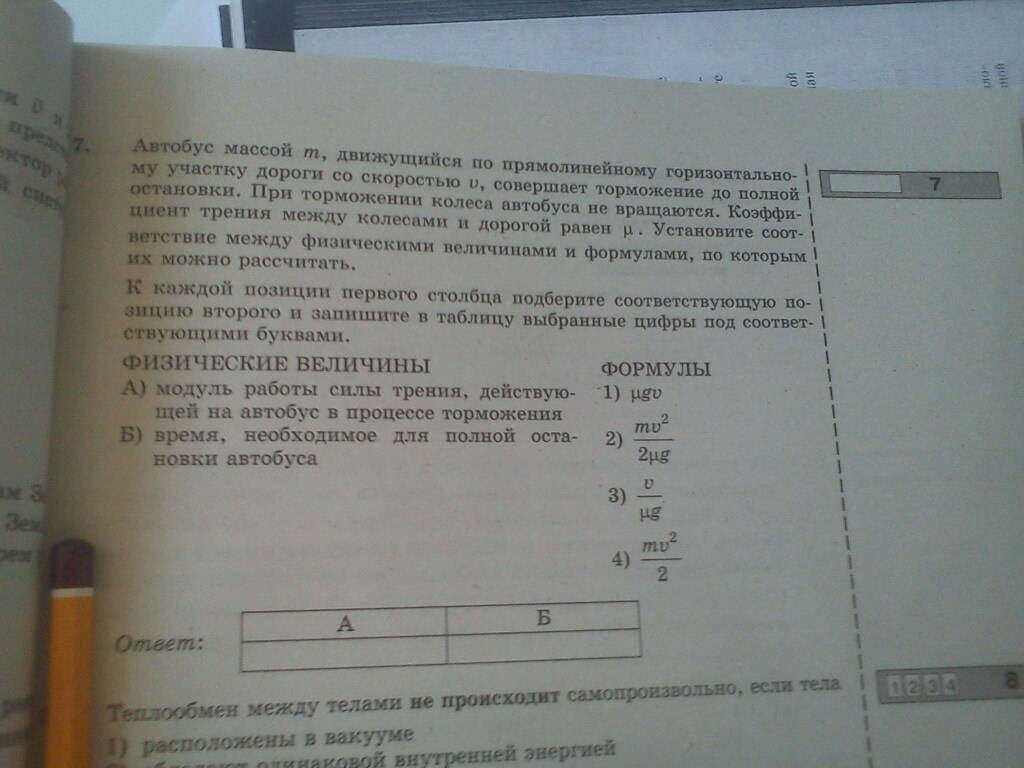 7.
Автобус массой m, движущийся по прямолинейному горизонтально-
му участку дороги со скоростью υ, совершает торможение до полной
остановки. При торможении колеса автобуса не вращаются. Коэффи-
циент трения между колесами и дорогой равен μ. Установите соот-
ветствие между физическими величинами и формулами, по которым
их можно рассчитать.
7
К каждой позиции первого столбца подберите соответствующую по-
зицию второго и запишите в таблицу выбранные цифры под соответ-
ствующими буквами.
ФИЗИЧЕСКИЕ ВЕЛИЧИНЫ
А) модуль работы силы трения, действую-
щей на автобус в процессе торможения
Б) время, необходимое для полной оста-
новки автобуса
ФОРМУЛЫ
1) μgυ
2) mυ²/2μg
3) υ/μg
4) mυ²/2
Ответ:
А Б
Теплообмен между телами не происходит самопроизвольно, если тела
1) расположены в вакууме
одинаковой внутренней энергией
1 2 3 4 8